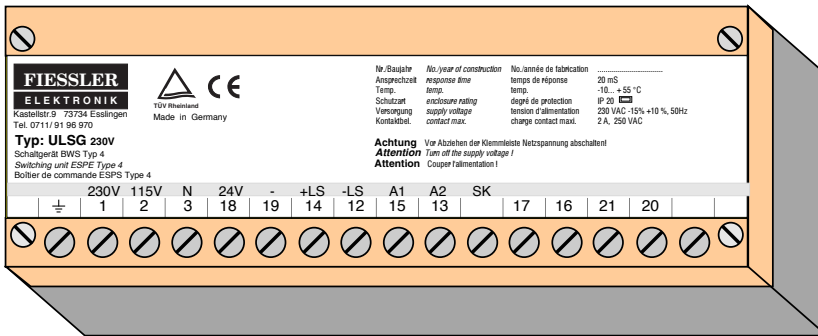 FIESSLER
ELEKTRONIK
Kastellstr.9 73734 Esslingen
Tel. 0711/ 91 96 970
Typ: ULSG 230V
Schaltgerät BWS Typ 4
Switching unit ESPE Type 4
Boîtier de commande ESPS Type 4
TÜV Rheinland
CE
Made in Germany
Nr./Baujahr No./year of construction No./année de fabrication ..............................
Ansprechzeit response time temps de réponse 20 mS
Temp. temp. temp. -10... + 55 °C
Schutzart enclosure rating degré de protection IP 20
Versorgung supply voltage tension d'alimentation 230 VAC -15% +10 %, 50Hz
Kontaktbel. contact max. charge contact maxi. 2 A, 250 VAC
Achtung Vor Abziehen der Klemmleiste Netzspannung abschalten!
Attention Turn off the supply voltage !
Attention Couper l'alimentation !
230V 115V N 24V - +LS -LS A1 A2 SK
1 2 3 18 19 14 12 15 13 17 16 21 20